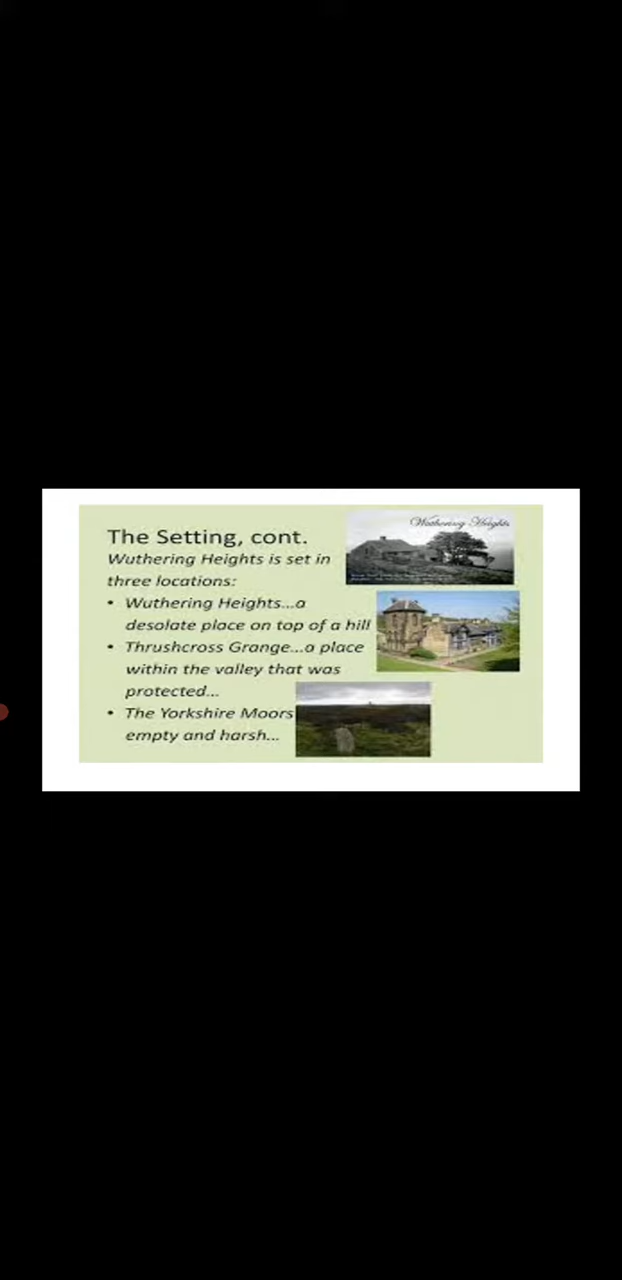 The Setting, cont.
Wuthering Heights is set in
three locations:
• Wuthering Heights...a
desolate place on top of a hill
• Thrushcross Grange...a place
within the valley that was
protected...
• The Yorkshire Moors
empty and harsh...
Wuthering Heights